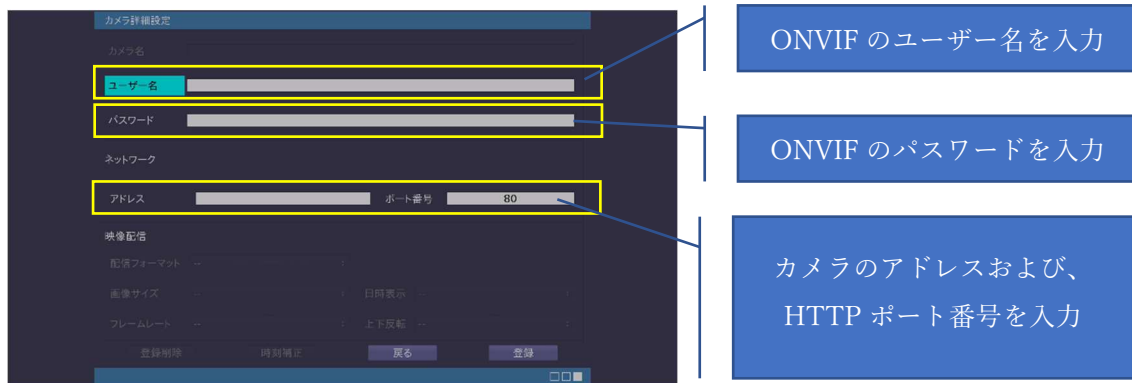 カメラ詳細設定
カメラ名
ユーザー名
パスワード
ネットワーク
アドレス ポート番号 80
映像配信
配信フォーマット --
画像サイズ -- 日時表示 --
フレームレート -- 上下反転 --
登録削除 時刻補正 戻る 登録
ONVIF のユーザー名を入力
ONVIF のパスワードを入力
カメラのアドレスおよび、
HTTP ポート番号を入力